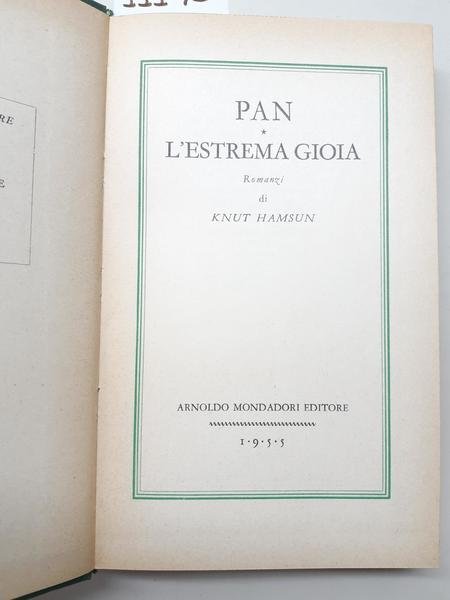 PAN
*
L'ESTREMA GIOIA
Romanzi
di
KNUT HAMSUN
ARNOLDO MONDADORI EDITORE
1·9·5·5